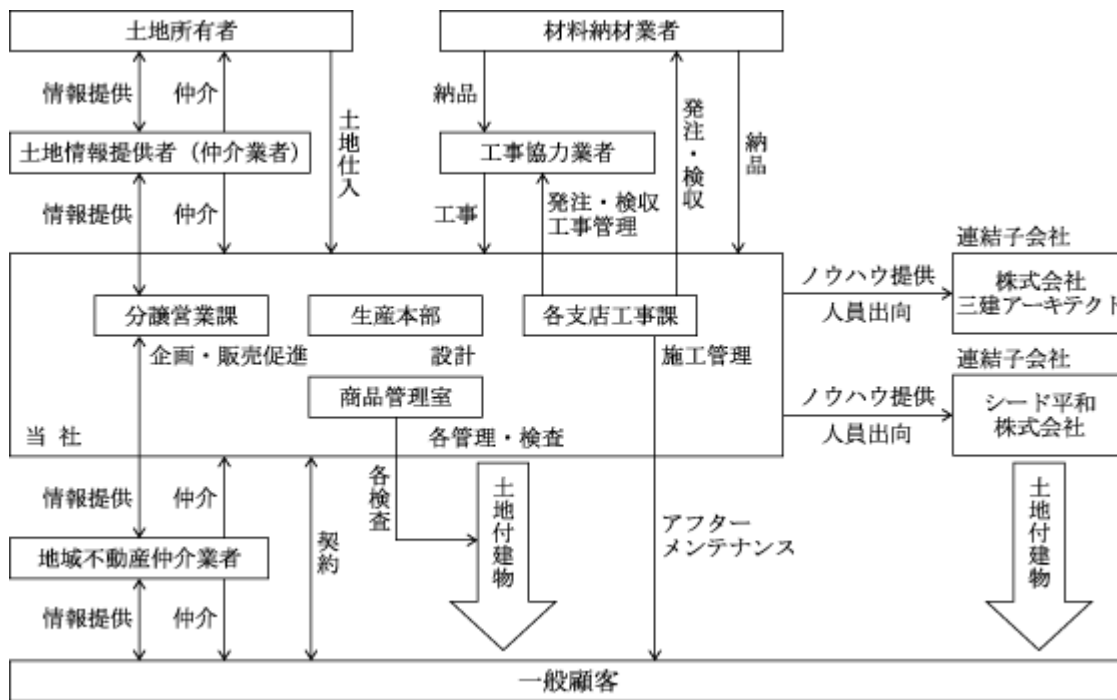 土地所有者
材料納材業者
情報提供
仲介
土地仕入
納品
発注・検収
納品
土地情報提供者（仲介業者）
工事協力業者
情報提供
仲介
工事
発注・検収
工事管理
連結子会社
ノウハウ提供
人員出向
株式会社
三建アーキテクト
分譲営業課
生産本部
各支店工事課
企画・販売促進
設計
施工管理
連結子会社
商品管理室
ノウハウ提供
人員出向
シード平和
株式会社
当社
各管理・検査
情報提供
仲介
契約
各検査
土地付建物
アフター
メンテナンス
土地付建物
地域不動産仲介業者
情報提供
仲介
一般顧客